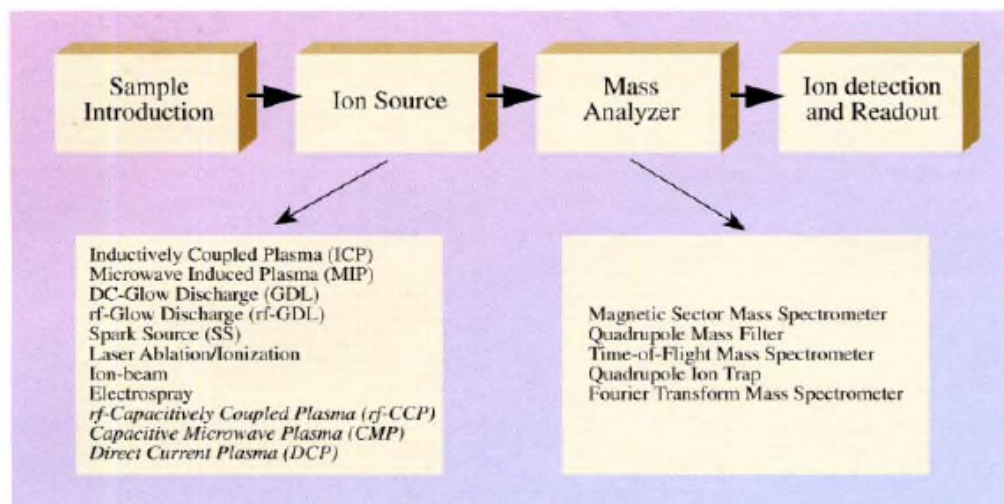 Sample
Introduction
Ion Source
Mass
Analyzer
Ion detection
and Readout
Inductively Coupled Plasma (ICP)
Microwave Induced Plasma (MIP)
DC-Glow Discharge (GDL)
rf-Glow Discharge (rf-GDL)
Spark Source (SS)
Laser Ablation/Ionization
Ion-beam
Electrospray
rf-Capacitively Coupled Plasma (rf-CCP)
Capacitive Microwave Plasma (CMP)
Direct Current Plasma (DCP)
Magnetic Sector Mass Spectrometer
Quadrupole Mass Filter
Time-of-Flight Mass Spectrometer
Quadrupole Ion Trap
Fourier Transform Mass Spectrometer